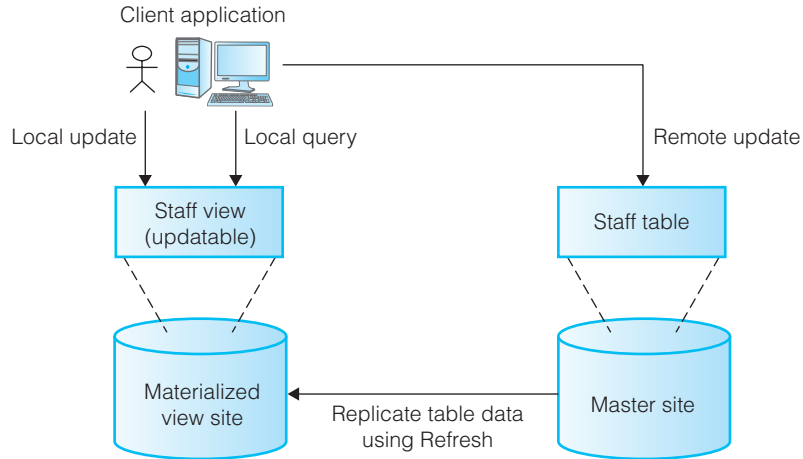 Client application
Local update
Local query
Remote update
Staff view
(updatable)
Staff table
Materialized
view site
Replicate table data
using Refresh
Master site